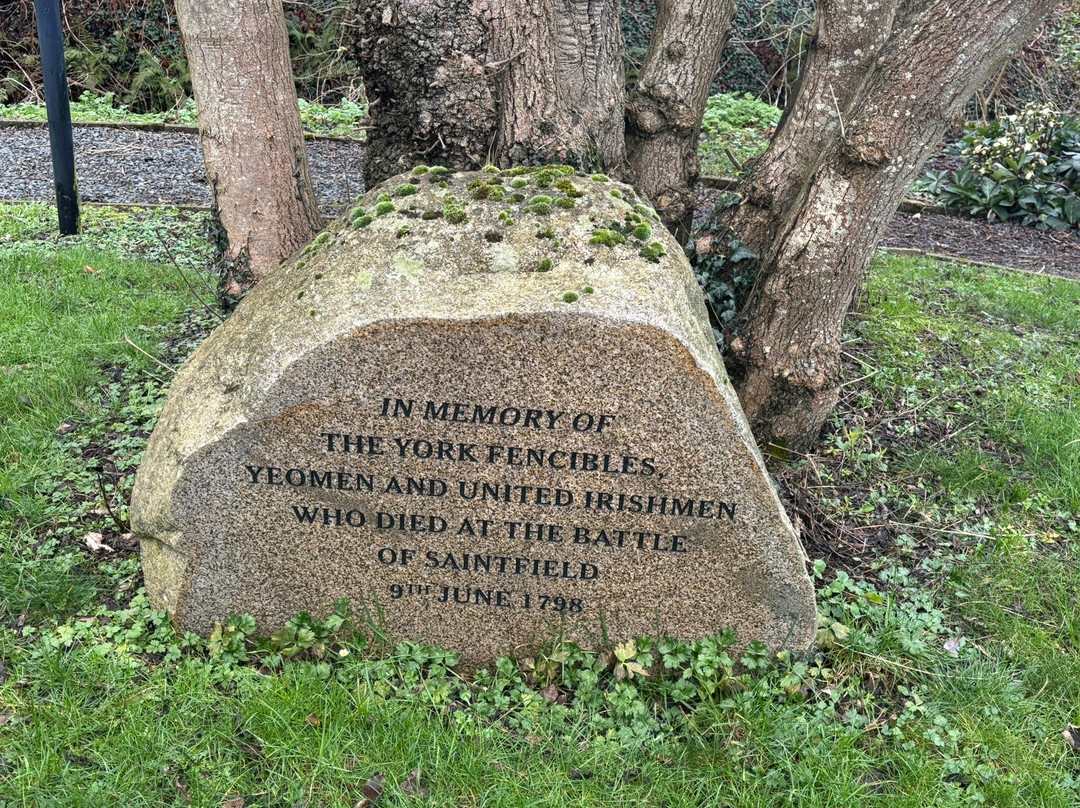 IN MEMORY OF
THE YORK FENCIBLES,
YEOMEN AND UNITED IRISHMEN
WHO DIED AT THE BATTLE
OF SAINTFIELD
9TH JUNE 1798